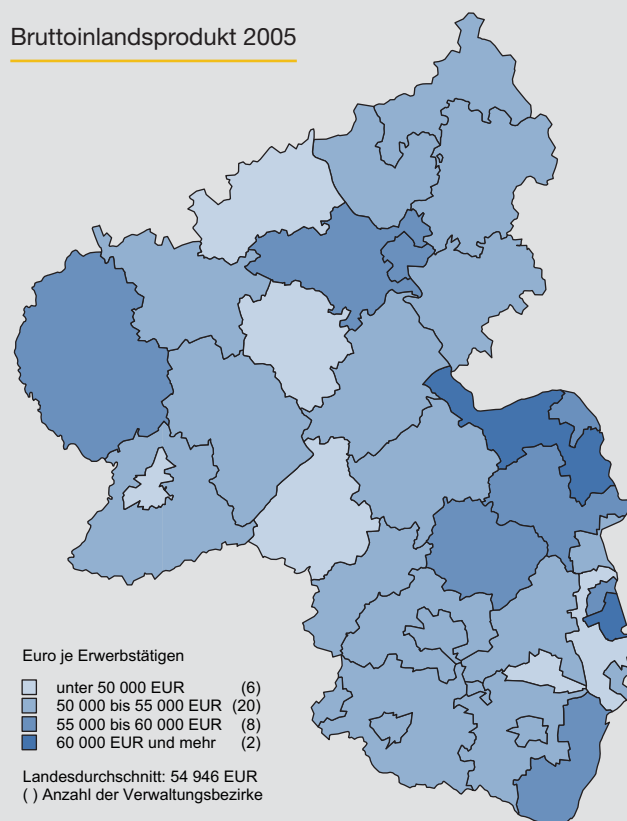 Bruttoinlandsprodukt 2005
Euro je Erwerbstätigen
unter 50 000 EUR (6)
50 000 bis 55 000 EUR (20)
55 000 bis 60 000 EUR (8)
60 000 EUR und mehr (2)
Landesdurchschnitt: 54 946 EUR
( ) Anzahl der Verwaltungsbezirke